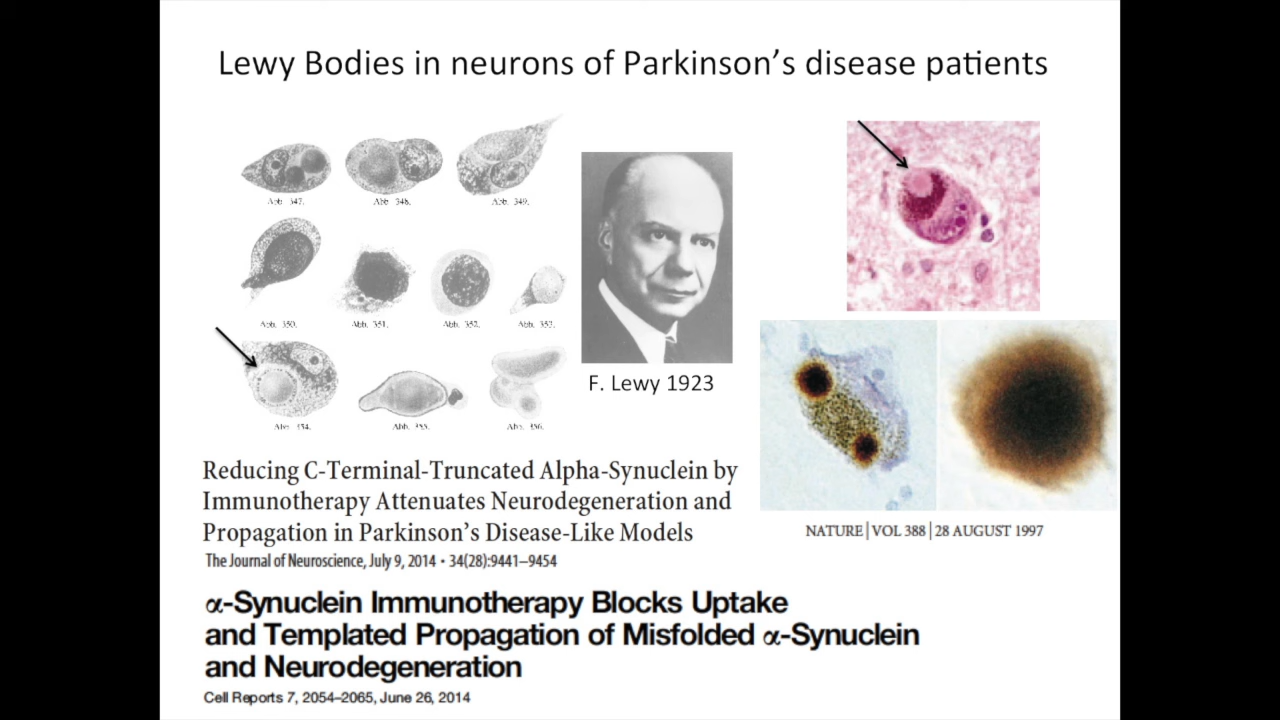 Lewy Bodies in neurons of Parkinson's disease patients
Abb. 347.
Abb. 348.
Abb. 349.
Abb. 350.
Abb. 351.
Abb. 352.
Abb. 353.
Abb. 354.
Abb. 355.
Abb. 356.
F. Lewy 1923
NATURE | VOL 388 | 28 AUGUST 1997
Reducing C-Terminal-Truncated Alpha-Synuclein by
Immunotherapy Attenuates Neurodegeneration and
Propagation in Parkinson's Disease-Like Models
The Journal of Neuroscience, July 9, 2014 • 34(28):9441–9454
α-Synuclein Immunotherapy Blocks Uptake
and Templated Propagation of Misfolded α-Synuclein
and Neurodegeneration
Cell Reports 7, 2054–2065, June 26, 2014